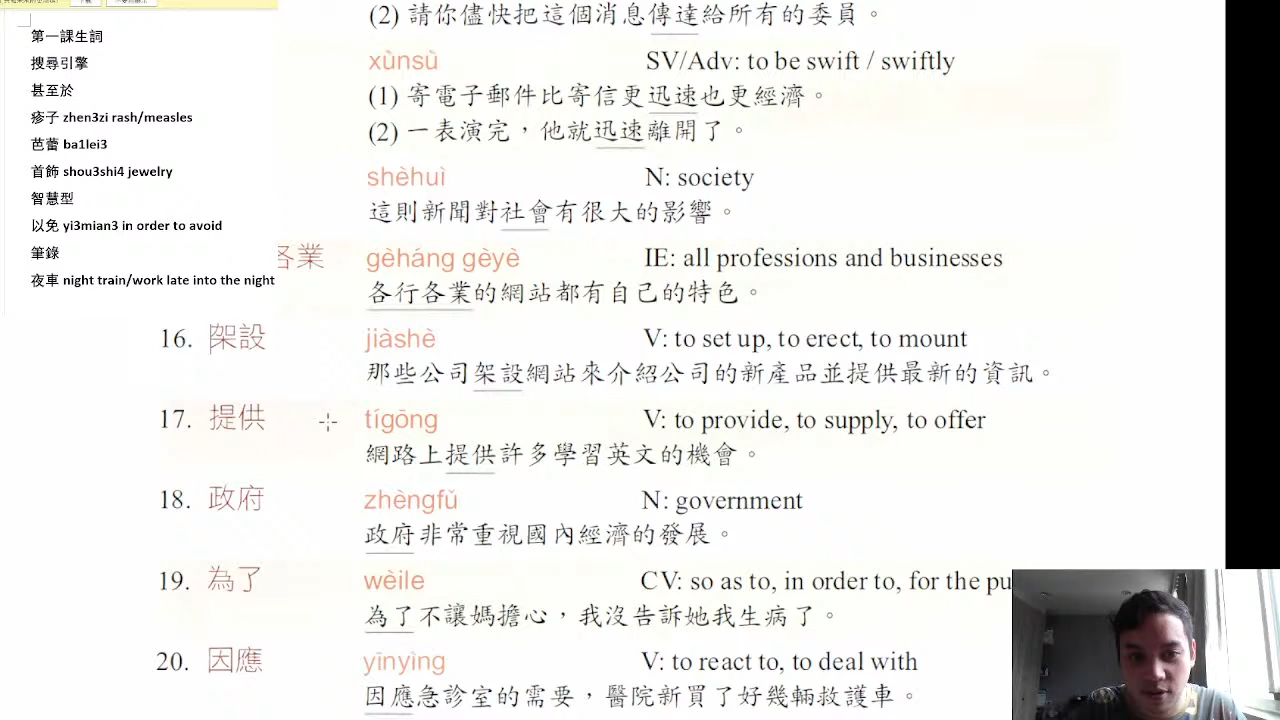 第一課生詞
搜尋引擎
甚至於
疹子 zhen3zi rash/measles
芭蕾 ba1lei3
首飾 shou3shi4 jewelry
智慧型
以免 yi3mian3 in order to avoid
筆錄
夜車 night train/work late into the night
(2) 請你儘快把這個消息傳達給所有的委員。
xùnsù SV/Adv: to be swift / swiftly
(1) 寄電子郵件比寄信更迅速也更經濟。
(2) 一表演完，他就迅速離開了。
shèhuì N: society
這則新聞對社會有很大的影響。
各業 gèháng gèyè IE: all professions and businesses
各行各業的網站都有自己的特色。
16. 架設 jiàshè V: to set up, to erect, to mount
那些公司架設網站來介紹公司的新產品並提供最新的資訊。
17. 提供 tígōng V: to provide, to supply, to offer
網路上提供許多學習英文的機會。
18. 政府 zhèngfǔ N: government
政府非常重視國內經濟的發展。
19. 為了 wèile CV: so as to, in order to, for the pu
為了不讓媽擔心，我沒告訴她我生病了。
20. 因應 yīnyìng V: to react to, to deal with
因應急診室的需要，醫院新買了好幾輛救護車。